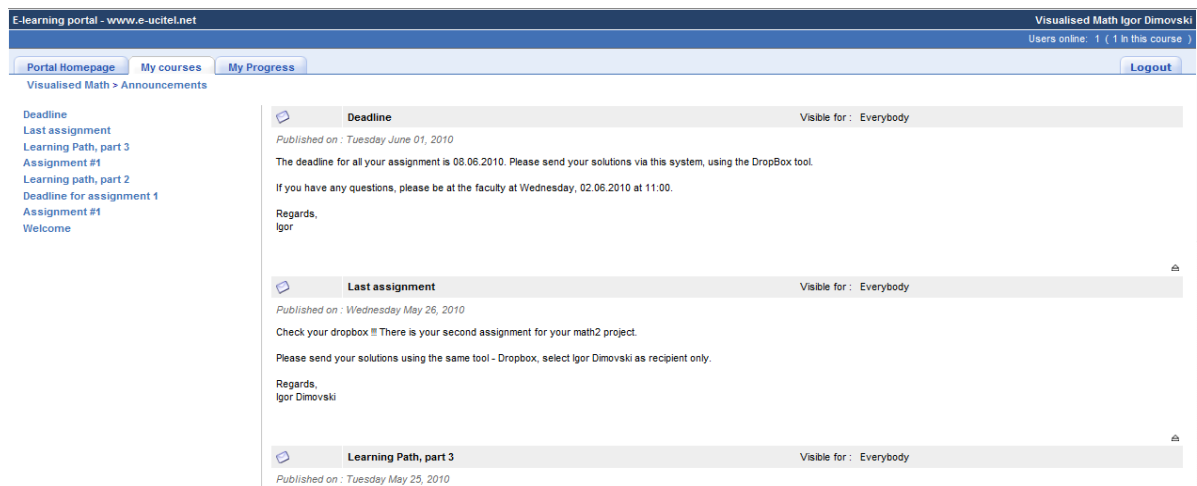 E-learning portal - www.e-ucitel.net Visualised Math Igor Dimovski
Users online: 1 ( 1 In this course )
Portal Homepage My courses My Progress Logout
Visualised Math > Announcements
Deadline
Last assignment
Learning Path, part 3
Assignment #1
Learning path, part 2
Deadline for assignment 1
Assignment #1
Welcome
Deadline Visible for : Everybody
Published on : Tuesday June 01, 2010
The deadline for all your assignment is 08.06.2010. Please send your solutions via this system, using the DropBox tool.
If you have any questions, please be at the faculty at Wednesday, 02.06.2010 at 11:00.
Regards,
Igor
Last assignment Visible for : Everybody
Published on : Wednesday May 26, 2010
Check your dropbox !!! There is your second assignment for your math2 project.
Please send your solutions using the same tool - Dropbox, select Igor Dimovski as recipient only.
Regards,
Igor Dimovski
Learning Path, part 3 Visible for : Everybody
Published on : Tuesday May 25, 2010